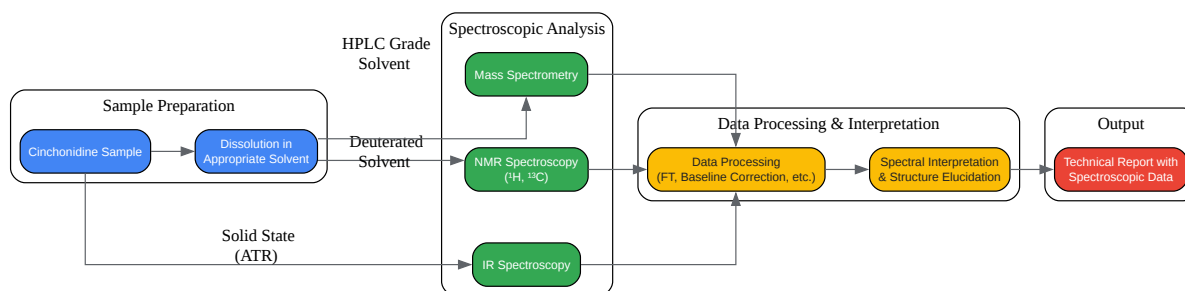 Sample Preparation
Cinchonidine Sample
Dissolution in
Appropriate Solvent
HPLC Grade
Solvent
Deuterated
Solvent
Solid State
(ATR)
Spectroscopic Analysis
Mass Spectrometry
NMR Spectroscopy
(¹H, ¹³C)
IR Spectroscopy
Data Processing & Interpretation
Data Processing
(FT, Baseline Correction, etc.)
Spectral Interpretation
& Structure Elucidation
Output
Technical Report with
Spectroscopic Data